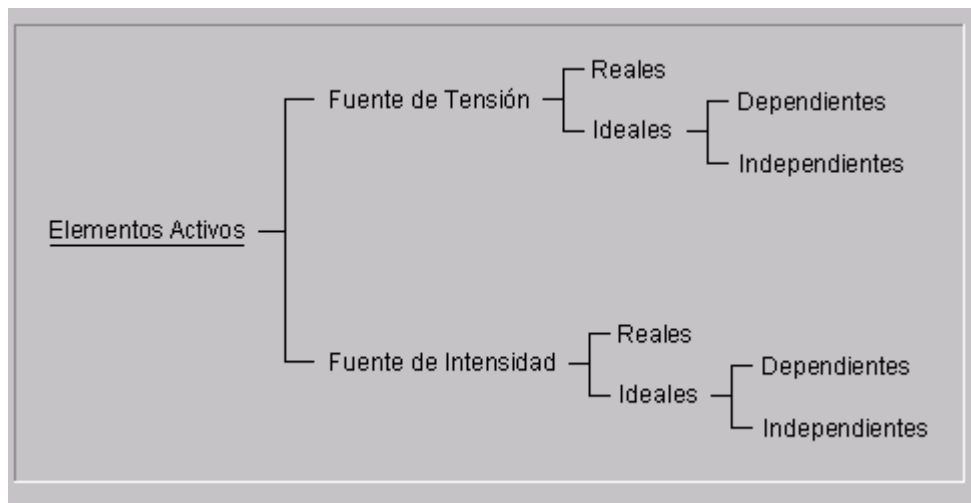 Reales
Fuente de Tensión
Dependientes
Ideales
Independientes
Elementos Activos
Reales
Fuente de Intensidad
Dependientes
Ideales
Independientes